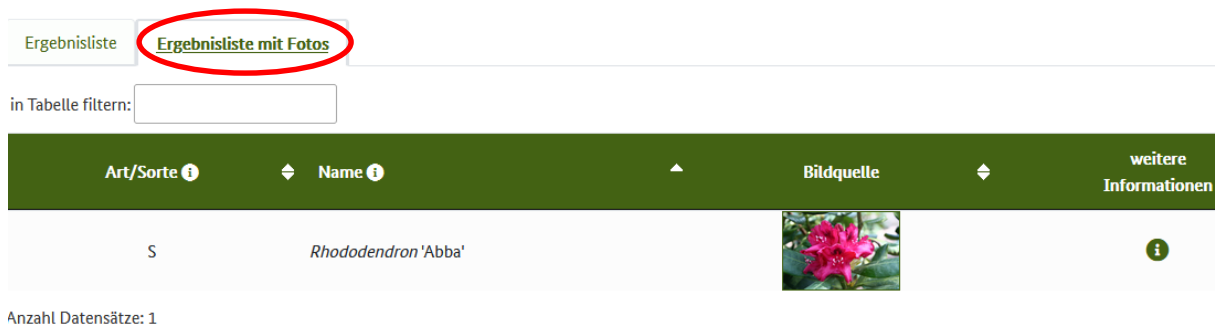 Ergebnisliste Ergebnisliste mit Fotos
in Tabelle filtern:
Art/Sorte Name Bildquelle weitere
Informationen
S Rhododendron 'Abba'
Anzahl Datensätze: 1